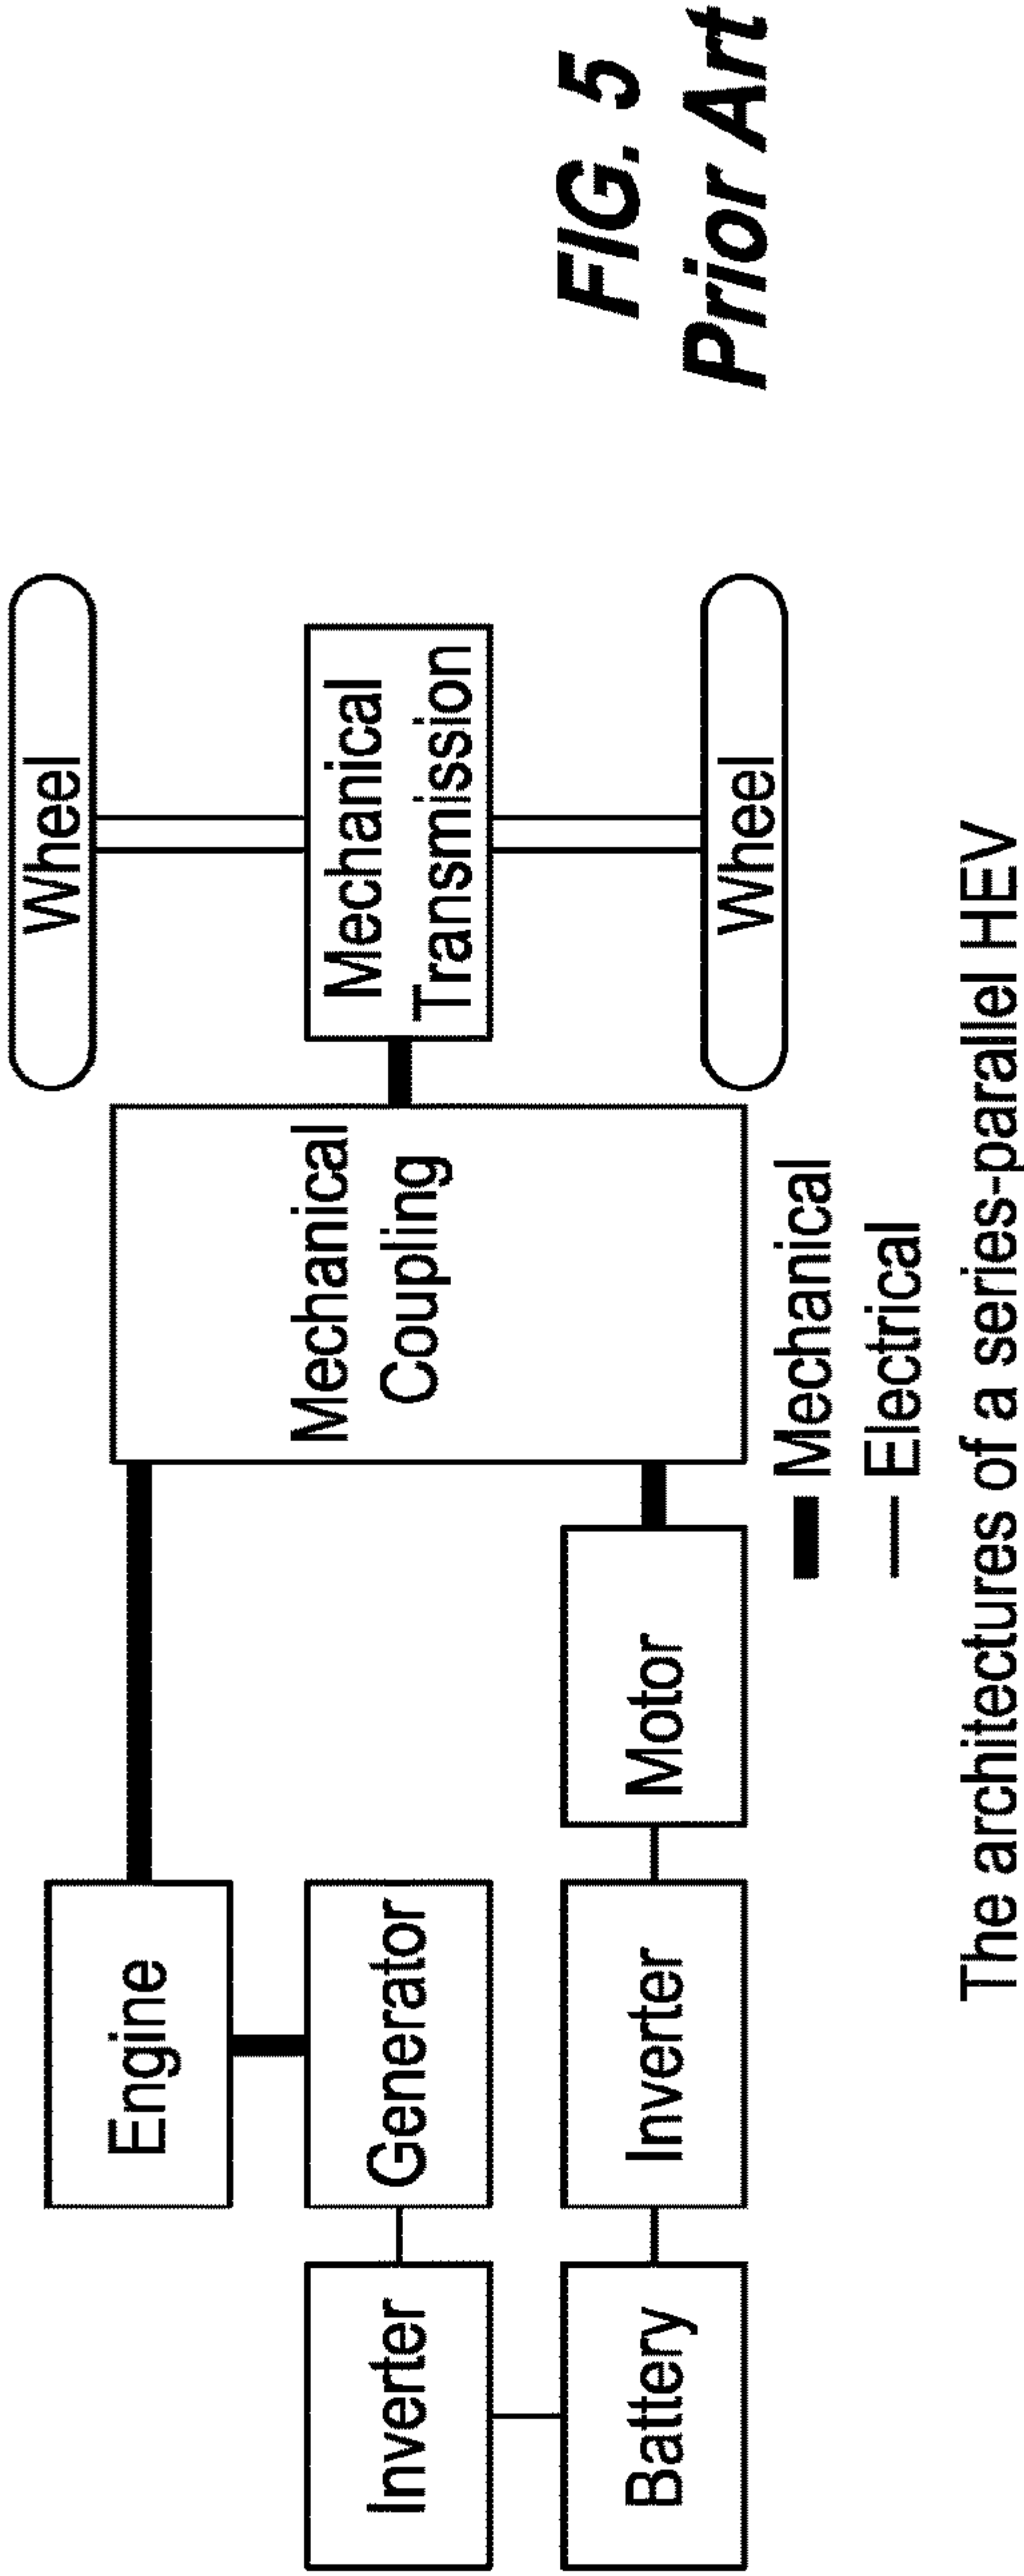 Engine
Wheel
Inverter
Generator
Mechanical
Coupling
Mechanical
Transmission
Battery
Inverter
Motor
Wheel
Mechanical
Electrical
The architectures of a series-parallel HEV
FIG. 5
Prior Art